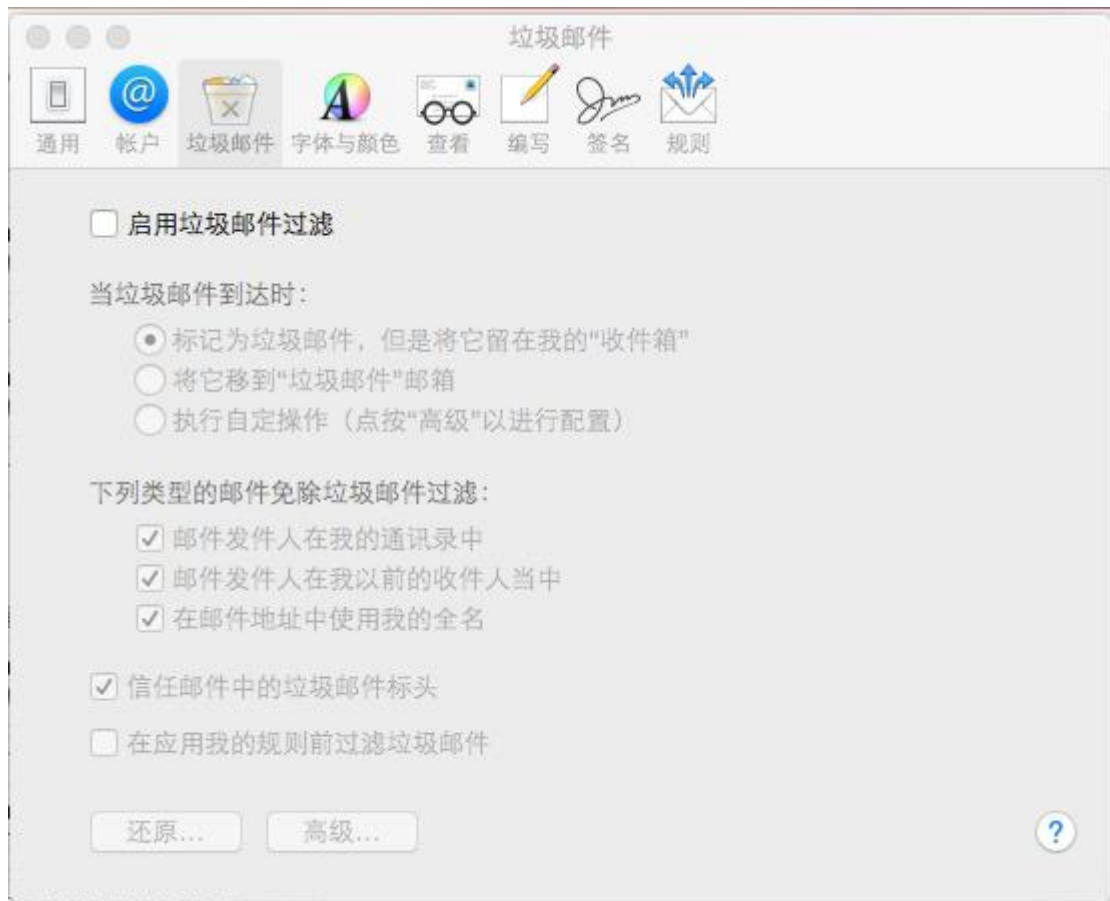 垃圾邮件
通用 帐户 垃圾邮件 字体与颜色 查看 编写 签名 规则
启用垃圾邮件过滤
当垃圾邮件到达时：
标记为垃圾邮件，但是将它留在我的“收件箱”
将它移到“垃圾邮件”邮箱
执行自定操作（点按“高级”以进行配置）
下列类型的邮件免除垃圾邮件过滤：
邮件发件人在我的通讯录中
邮件发件人在我以前的收件人当中
在邮件地址中使用我的全名
信任邮件中的垃圾邮件标头
在应用我的规则前过滤垃圾邮件
还原... 高级... ?